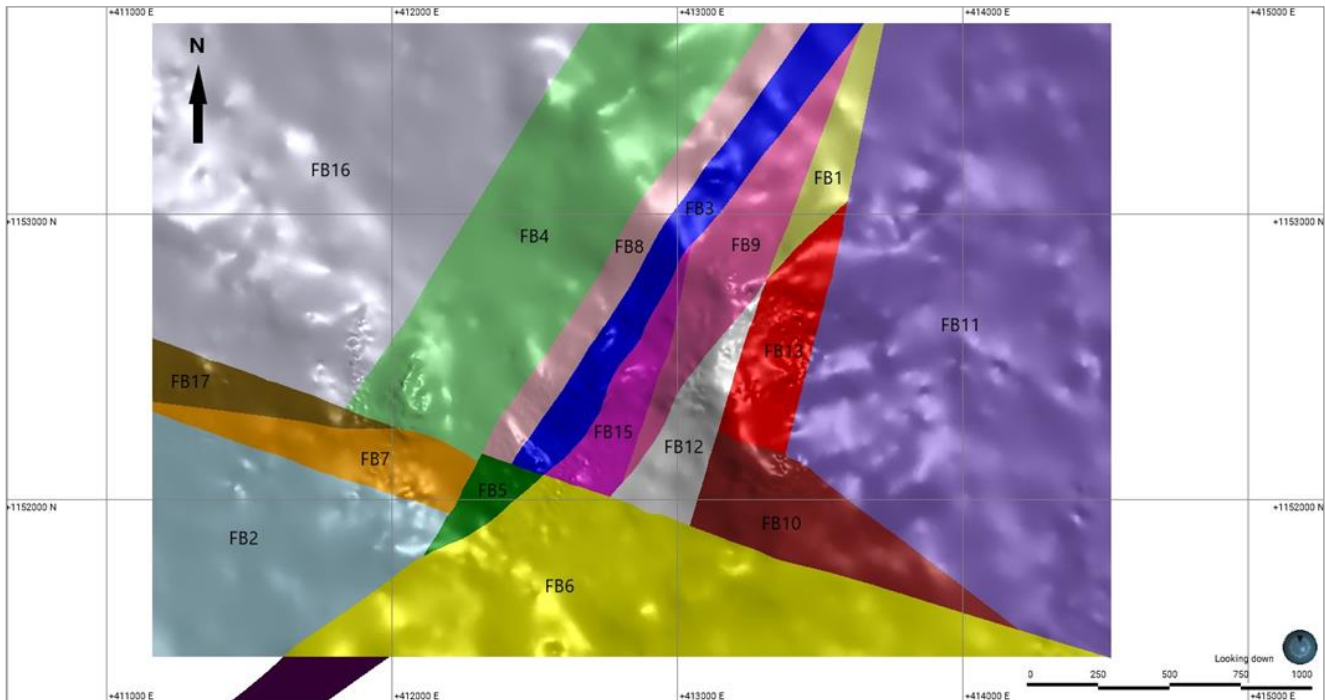 +411000 E
+412000 E
+413000 E
+414000 E
+415000 E
N
FB16
FB1
+1153000 N
+1153000 N
FB3
FB4
FB8
FB9
FB11
FB13
FB17
FB15
FB12
FB7
FB5
+1152000 N
+1152000 N
FB10
FB2
FB6
Looking down
0 250 500 750 1000
+411000 E
+412000 E
+413000 E
+414000 E
+415000 E